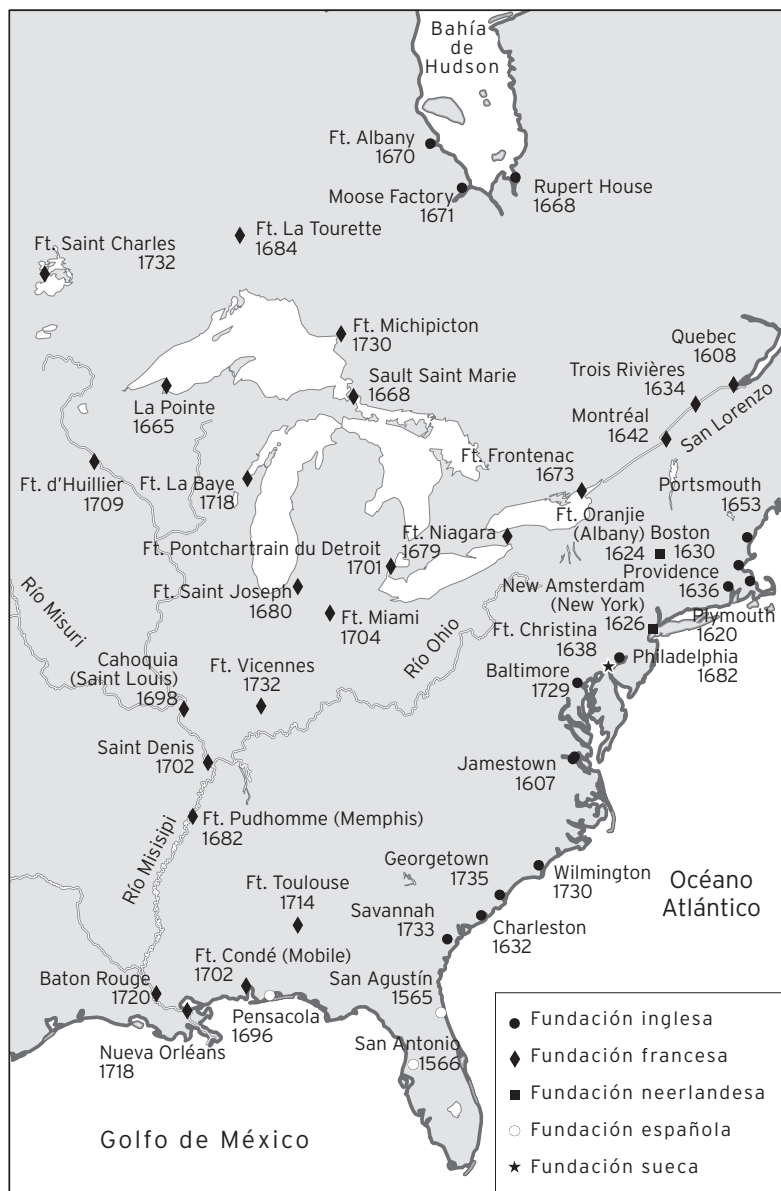 Bahía
de
Hudson
Ft. Albany
1670
Moose Factory
1671
Rupert House
1668
Ft. La Tourette
1684
Ft. Saint Charles
1732
Ft. Michipicton
1730
Quebec
1608
Trois Rivières
1634
Sault Saint Marie
1668
La Pointe
1665
Montréal
1642
San Lorenzo
Ft. Frontenac
1673
Ft. d'Huillier
1709
Ft. La Baye
1718
Portsmouth
1653
Ft. Niagara
1679
Ft. Oranjie
(Albany)
1624
Boston
1630
Ft. Pontchartrain du Detroit
1701
Providence
1636
Ft. Saint Joseph
1680
New Amsterdam
(New York)
1626
Plymouth
1620
Río Misuri
Ft. Miami
1704
Río Ohio
Ft. Christina
1638
Philadelphia
1682
Cahoquia
(Saint Louis)
1698
Ft. Vicennes
1732
Baltimore
1729
Saint Denis
1702
Jamestown
1607
Río Misisipi
Ft. Pudhomme (Memphis)
1682
Georgetown
1735
Wilmington
1730
Océano
Atlántico
Ft. Toulouse
1714
Savannah
1733
Charleston
1632
Ft. Condé (Mobile)
1702
Baton Rouge
1720
San Agustín
1565
Pensacola
1696
Nueva Orléans
1718
San Antonio
1566
Golfo de México
Fundación inglesa
Fundación francesa
Fundación neerlandesa
Fundación española
Fundación sueca